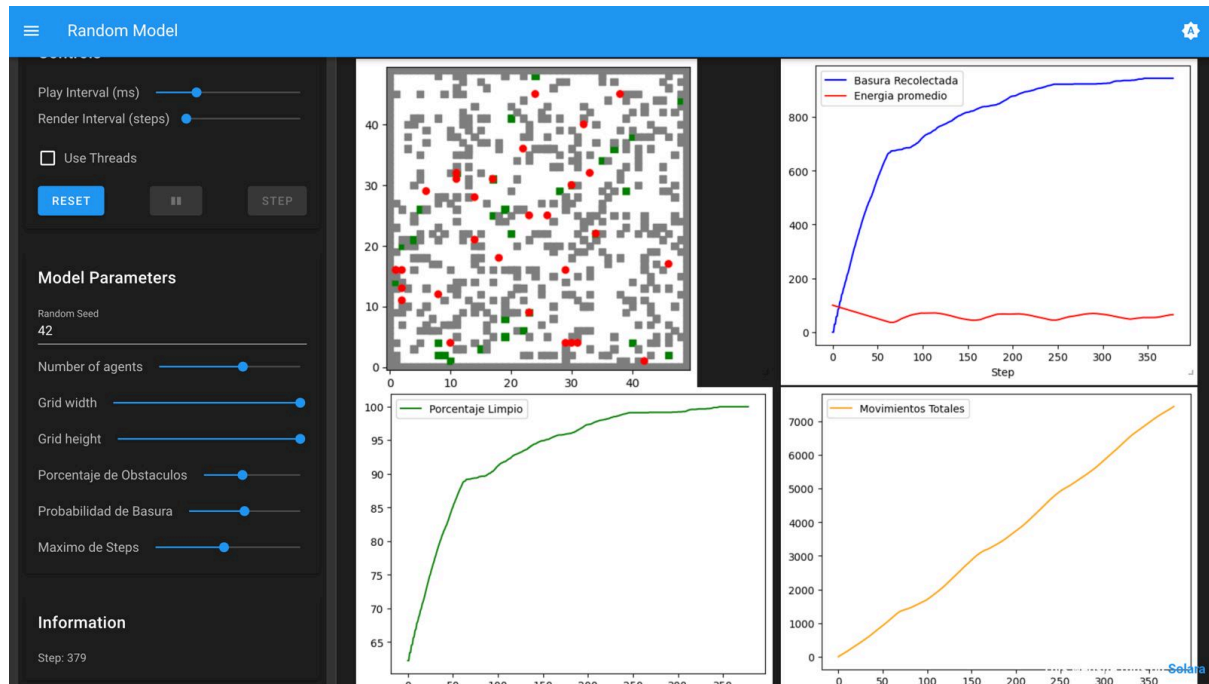 Random Model
Controls
Play Interval (ms)
Render Interval (steps)
Use Threads
RESET
STEP
Model Parameters
Random Seed
42
Number of agents
Grid width
Grid height
Porcentaje de Obstaculos
Probabilidad de Basura
Maximo de Steps
Information
Step: 379
40
30
20
10
0
0 10 20 30 40
Basura Recolectada
Energia promedio
800
600
400
200
0
0 50 100 150 200 250 300 350
Step
Porcentaje Limpio
100
95
90
85
80
75
70
65
0 50 100 150 200 250 300 350
Movimientos Totales
7000
6000
5000
4000
3000
2000
1000
0
0 50 100 150 200 250 300 350
Solara